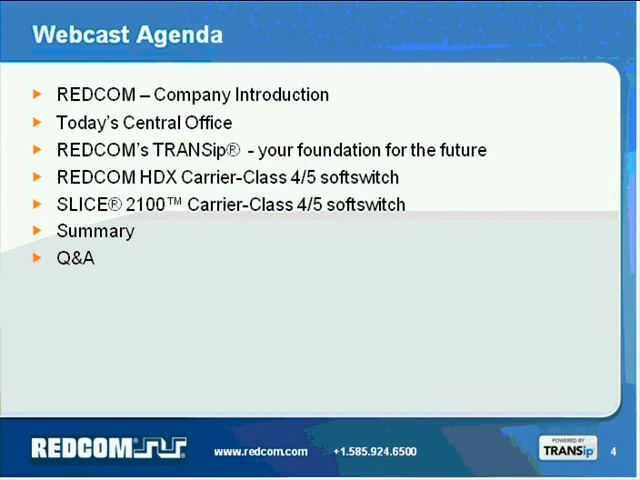 Webcast Agenda
REDCOM – Company Introduction
Today's Central Office
REDCOM's TRANSip® - your foundation for the future
REDCOM HDX Carrier-Class 4/5 softswitch
SLICE® 2100™ Carrier-Class 4/5 softswitch
Summary
Q&A
REDCOM www.redcom.com +1.585.924.6500 POWERED BY TRANSip 4